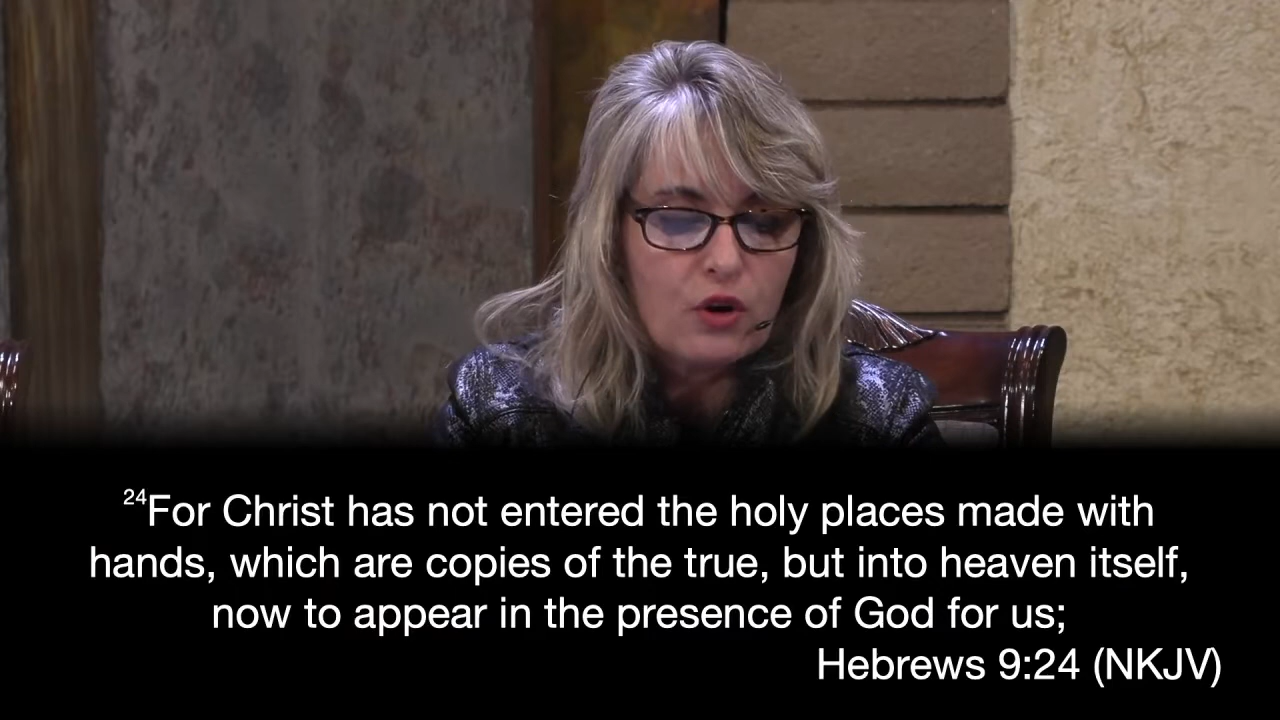 24For Christ has not entered the holy places made with
hands, which are copies of the true, but into heaven itself,
now to appear in the presence of God for us;
Hebrews 9:24 (NKJV)